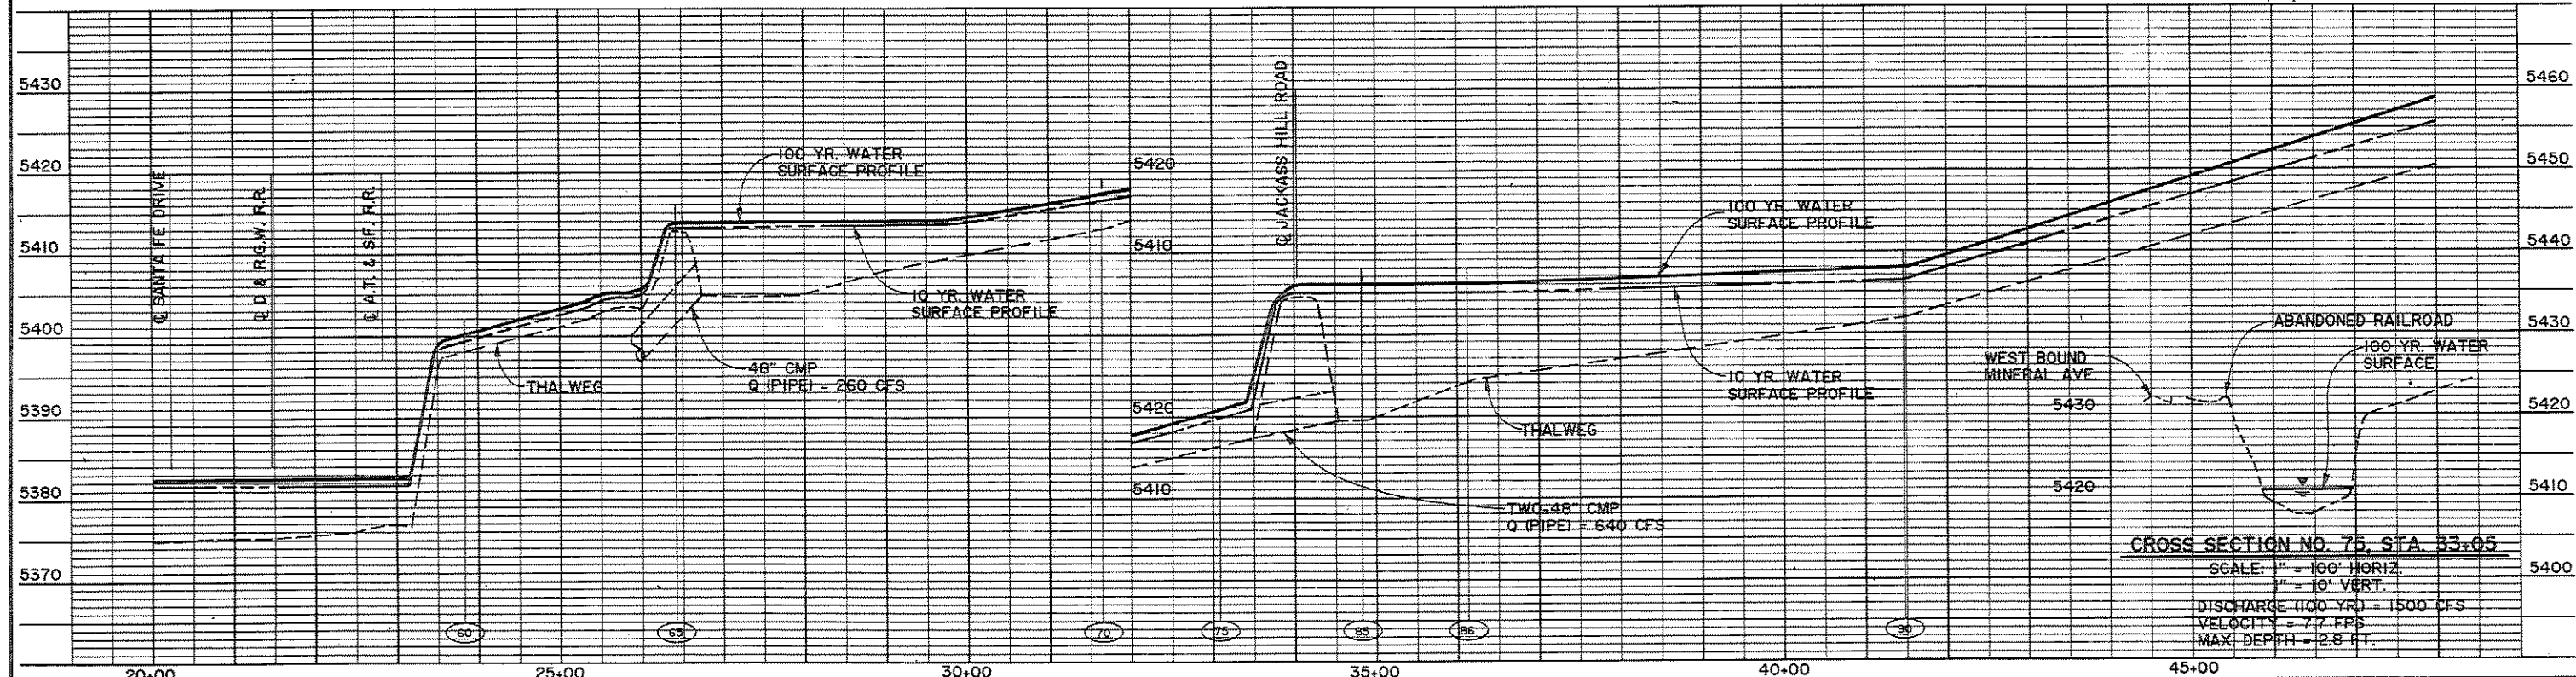 5430
5420
5410
5400
5390
5380
5370
℄ SANTA FE DRIVE
℄ D. & R.G.W. R.R.
℄ A.T. & S.F. R.R.
100 YR. WATER
SURFACE PROFILE
10 YR. WATER
SURFACE PROFILE
48" CMP
Q (PIPE) = 260 CFS
THALWEG
5420
5410
5420
5410
℄ JACKASS HILL ROAD
100 YR. WATER
SURFACE PROFILE
10 YR. WATER
SURFACE PROFILE
THALWEG
TWO-48" CMP
Q (PIPE) = 640 CFS
WEST BOUND
MINERAL AVE.
ABANDONED RAILROAD
100 YR. WATER
SURFACE
5430
5420
CROSS SECTION NO. 75, STA. 33+05
SCALE: 1" = 100' HORIZ.
1" = 10' VERT.
DISCHARGE (100 YR.) = 1500 CFS
VELOCITY = 7.7 FPS
MAX. DEPTH = 2.8 FT.
5460
5450
5440
5430
5420
5410
5400
60
65
70
75
85
86
90
20+00
25+00
30+00
35+00
40+00
45+00